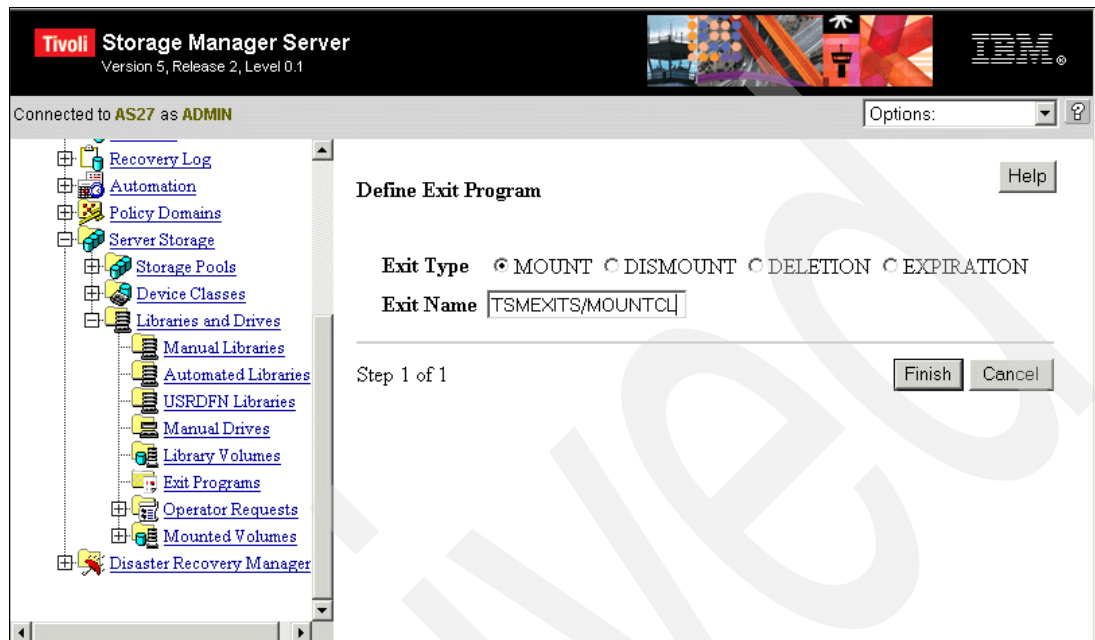 Tivoli Storage Manager Server
Version 5, Release 2, Level 0.1
IBM®
Connected to AS27 as ADMIN
Options:
?
Recovery Log
Automation
Policy Domains
Server Storage
Storage Pools
Device Classes
Libraries and Drives
Manual Libraries
Automated Libraries
USRDFN Libraries
Manual Drives
Library Volumes
Exit Programs
Operator Requests
Mounted Volumes
Disaster Recovery Manager
Help
Define Exit Program
Exit Type MOUNT DISMOUNT DELETION EXPIRATION
Exit Name TSMEXITS/MOUNTCL
Step 1 of 1
Finish Cancel